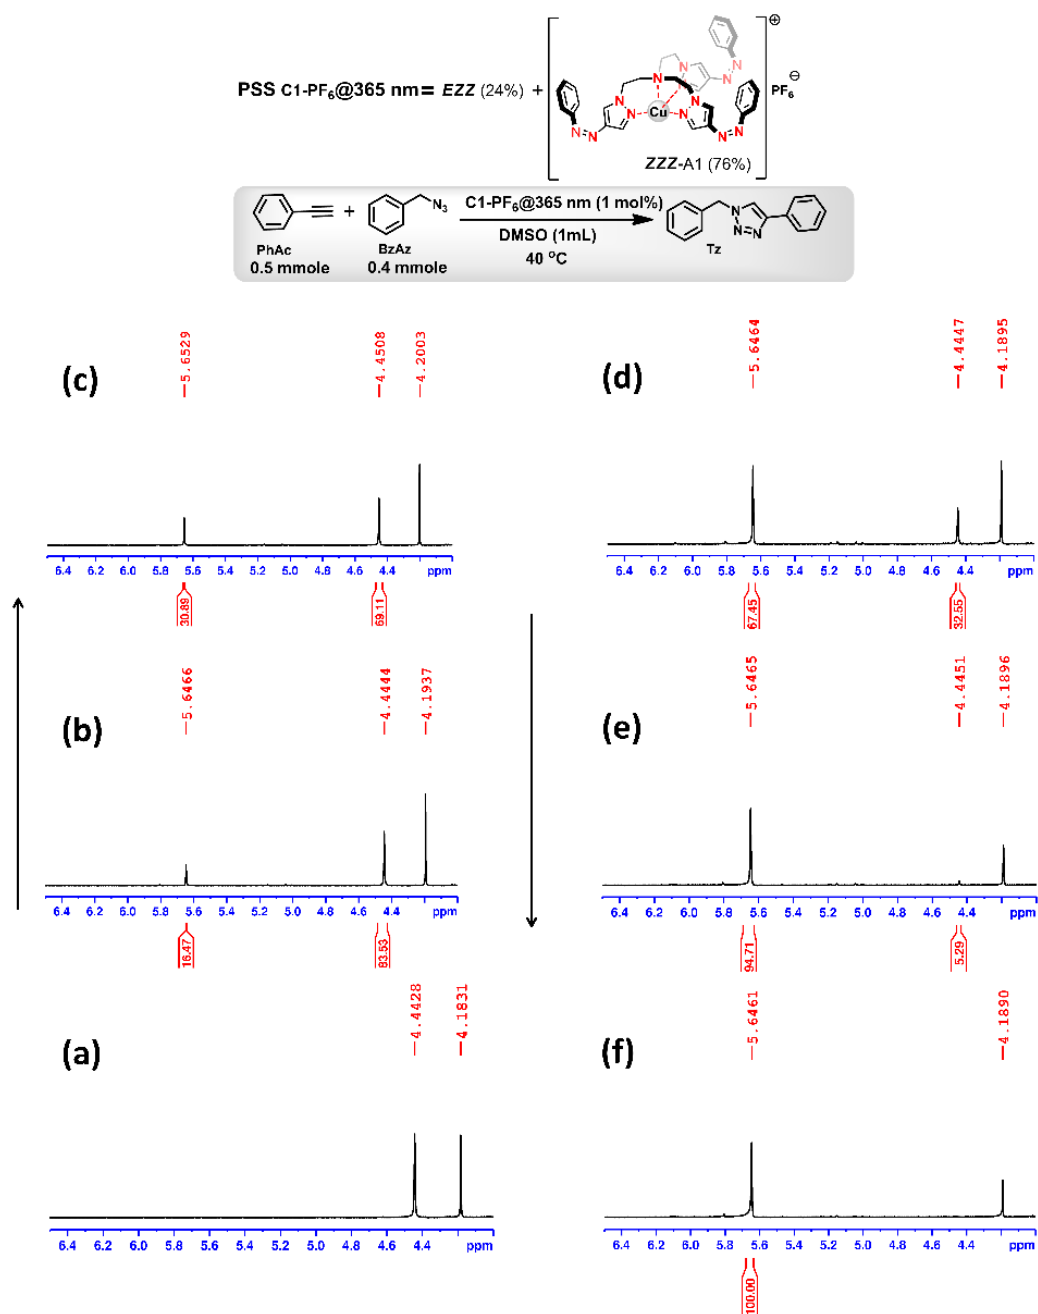 PSS C1-PF6@365 nm= EZZ (24%) +
N N N N N N N N N N N N N
Cu
⊕
PF6 ⊖
ZZZ-A1 (76%)
PhAc
0.5 mmole
+
N3
BzAz
0.4 mmole
C1-PF6@365 nm (1 mol%)
DMSO (1mL)
40 °C
N N N
Tz
(c)
5.6529 4.4508 4.2003
6.4 6.2 6.0 5.8 5.6 5.4 5.2 5.0 4.8 4.6 4.4 ppm
30.89 69.11
(b)
5.6466 4.4444 4.1937
6.4 6.2 6.0 5.8 5.6 5.4 5.2 5.0 4.8 4.6 4.4 ppm
16.47 83.53
(a)
4.4428 4.1831
6.4 6.2 6.0 5.8 5.6 5.4 5.2 5.0 4.8 4.6 4.4 ppm
(d)
5.6464 4.4447 4.1895
6.4 6.2 6.0 5.8 5.6 5.4 5.2 5.0 4.8 4.6 4.4 ppm
67.45 32.55
(e)
5.6465 4.4451 4.1896
6.4 6.2 6.0 5.8 5.6 5.4 5.2 5.0 4.8 4.6 4.4 ppm
94.71 5.29
(f)
5.6461 4.1890
6.4 6.2 6.0 5.8 5.6 5.4 5.2 5.0 4.8 4.6 4.4 ppm
100.00